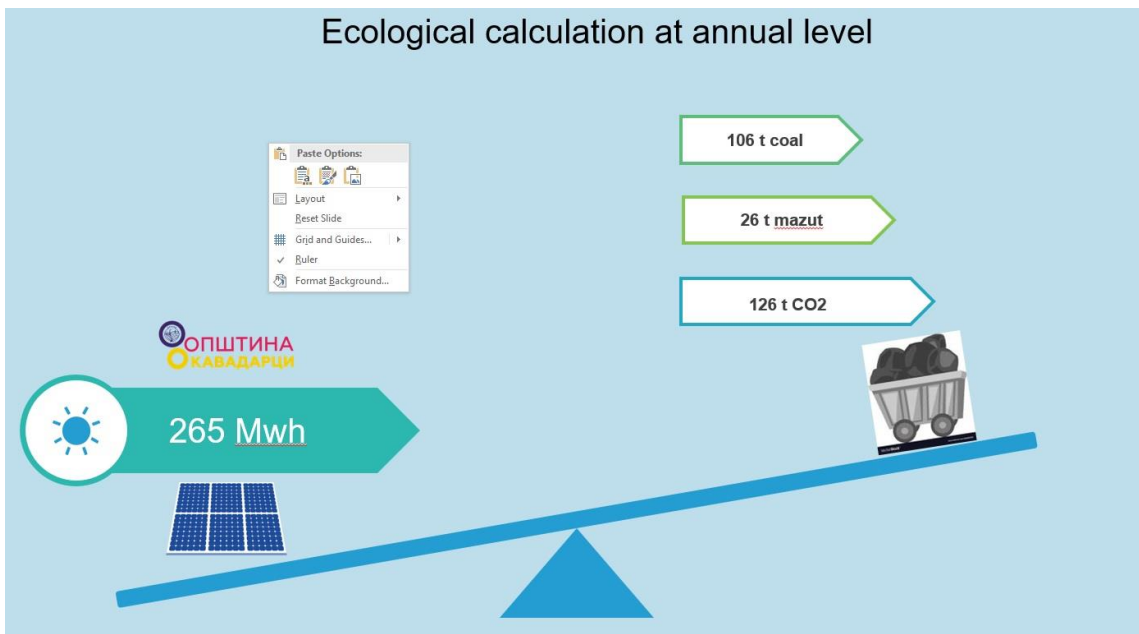 Ecological calculation at annual level
106 t coal
26 t mazut
126 t CO2
Paste Options:
Layout
Reset Slide
Grid and Guides...
Ruler
Format Background...
ОПШТИНА
КАВАДАРЦИ
265 Mwh